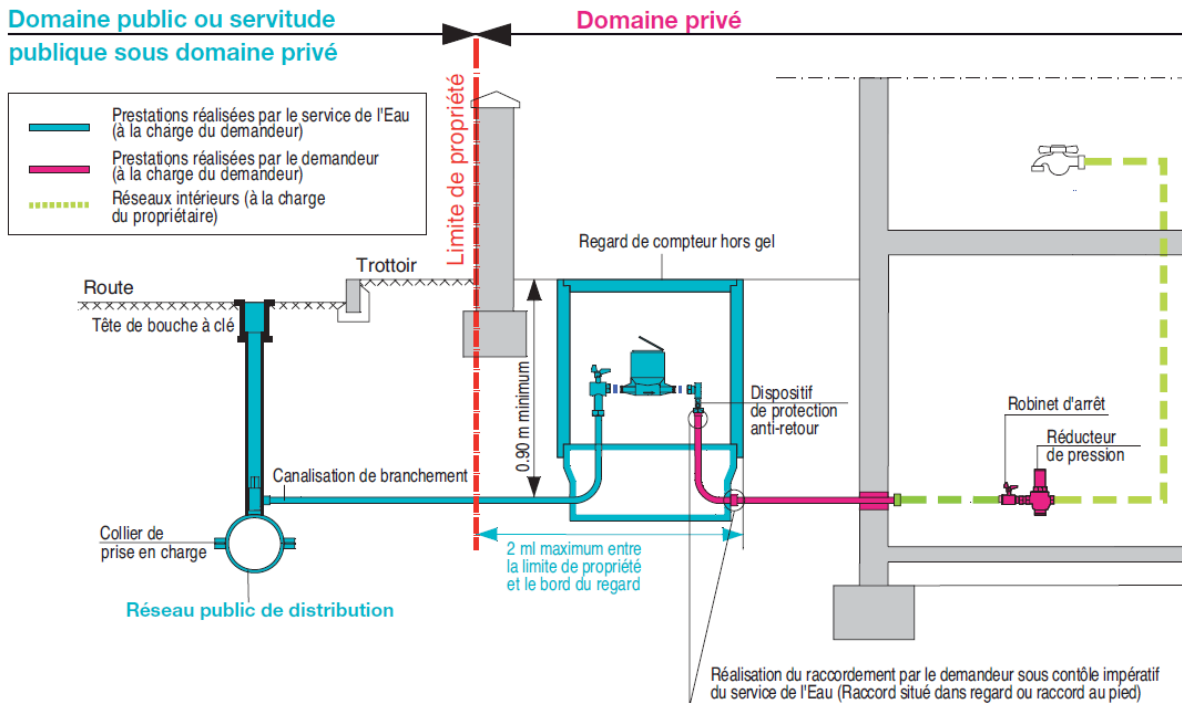 Domaine public ou servitude
publique sous domaine privé
Domaine privé
Prestations réalisées par le service de l'Eau
(à la charge du demandeur)
Prestations réalisées par le demandeur
(à la charge du demandeur)
Réseaux intérieurs (à la charge
du propriétaire)
Limite de propriété
Regard de compteur hors gel
Trottoir
Route
Tête de bouche à clé
0.90 m minimum
Dispositif
de protection
anti-retour
Robinet d'arrêt
Réducteur
de pression
Canalisation de branchement
Collier de
prise en charge
2 ml maximum entre
la limite de propriété
et le bord du regard
Réseau public de distribution
Réalisation du raccordement par le demandeur sous contôle impératif
du service de l'Eau (Raccord situé dans regard ou raccord au pied)